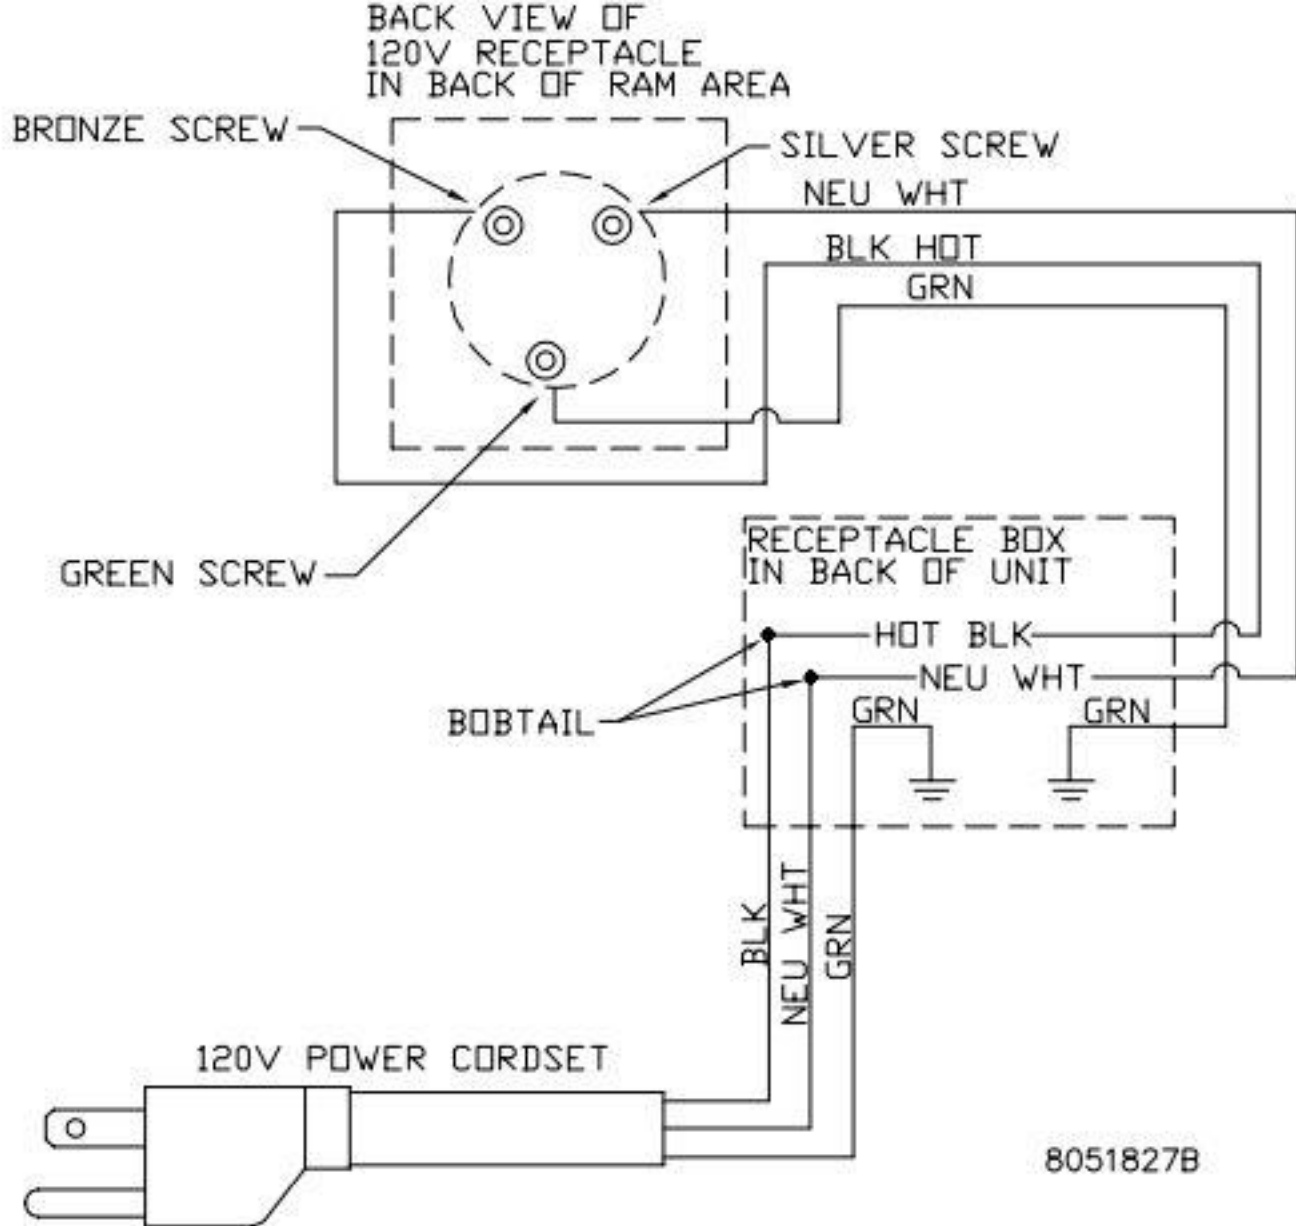 BACK VIEW OF
120V RECEPTACLE
IN BACK OF RAM AREA
BRONZE SCREW
SILVER SCREW
NEU WHT
BLK HOT
GRN
GREEN SCREW
RECEPTACLE BOX
IN BACK OF UNIT
HOT BLK
NEU WHT
GRN
GRN
BOBTAIL
BLK
NEU WHT
GRN
120V POWER CORDSET
8051827B